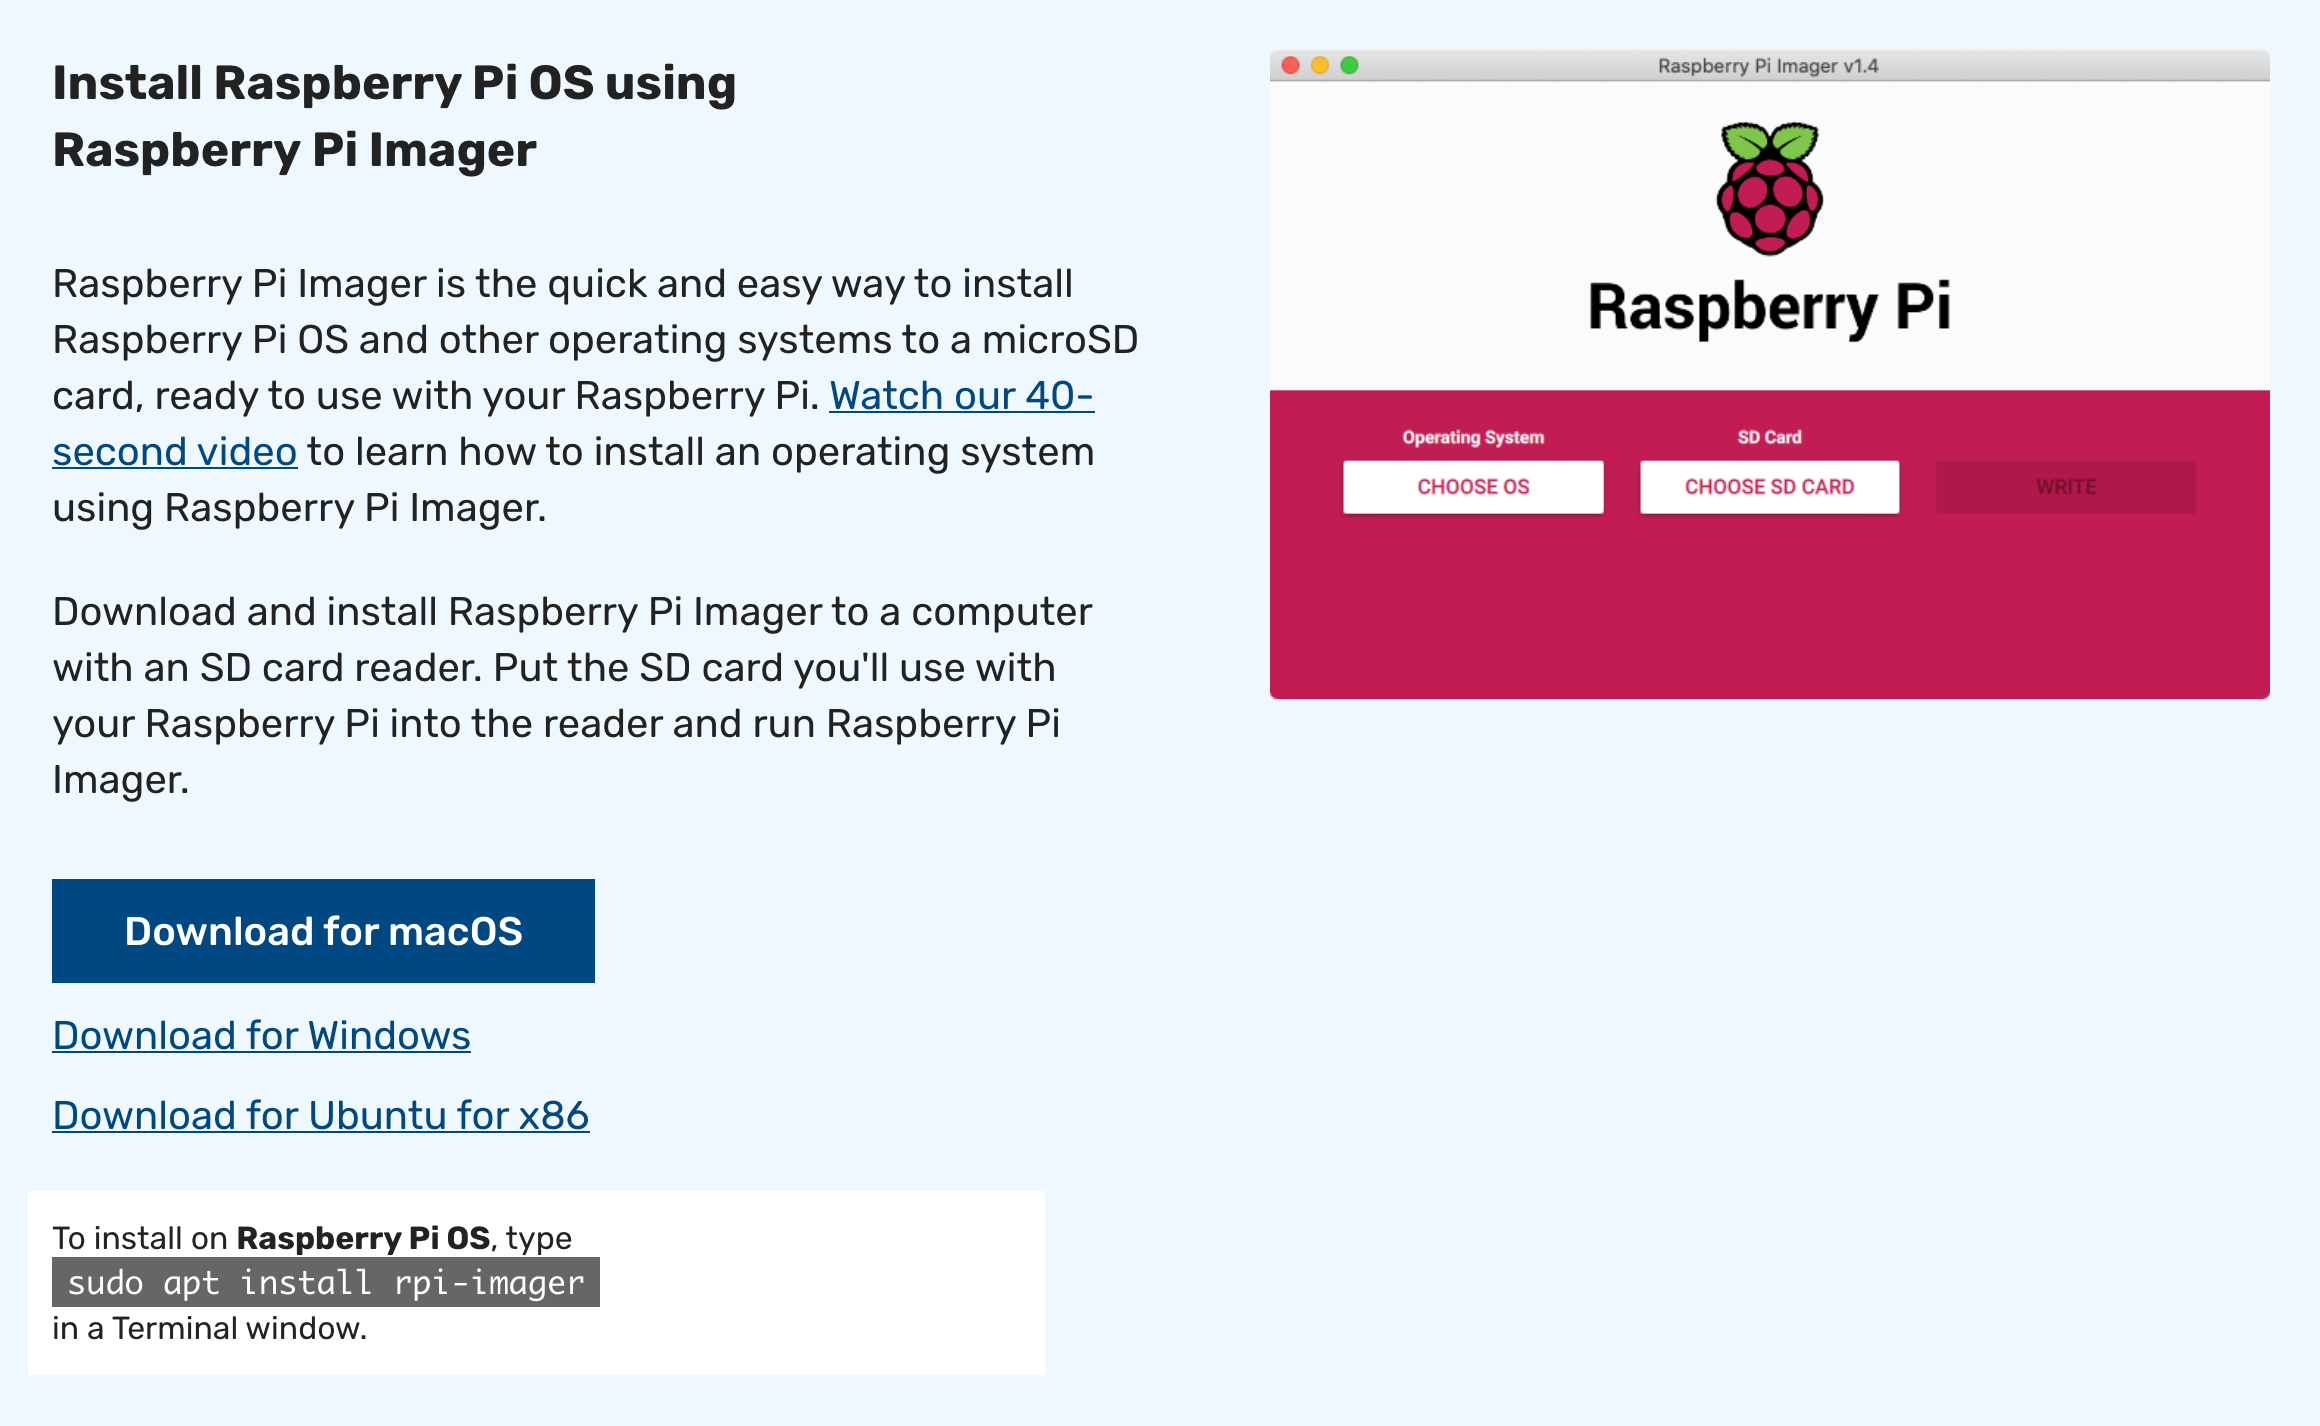 Install Raspberry Pi OS using
Raspberry Pi Imager
Raspberry Pi Imager is the quick and easy way to install
Raspberry Pi OS and other operating systems to a microSD
card, ready to use with your Raspberry Pi. Watch our 40-
second video to learn how to install an operating system
using Raspberry Pi Imager.
Download and install Raspberry Pi Imager to a computer
with an SD card reader. Put the SD card you'll use with
your Raspberry Pi into the reader and run Raspberry Pi
Imager.
Download for macOS
Download for Windows
Download for Ubuntu for x86
To install on Raspberry Pi OS, type
sudo apt install rpi-imager
in a Terminal window.
Raspberry Pi Imager v1.4
Raspberry Pi
Operating System
SD Card
CHOOSE OS
CHOOSE SD CARD
WRITE